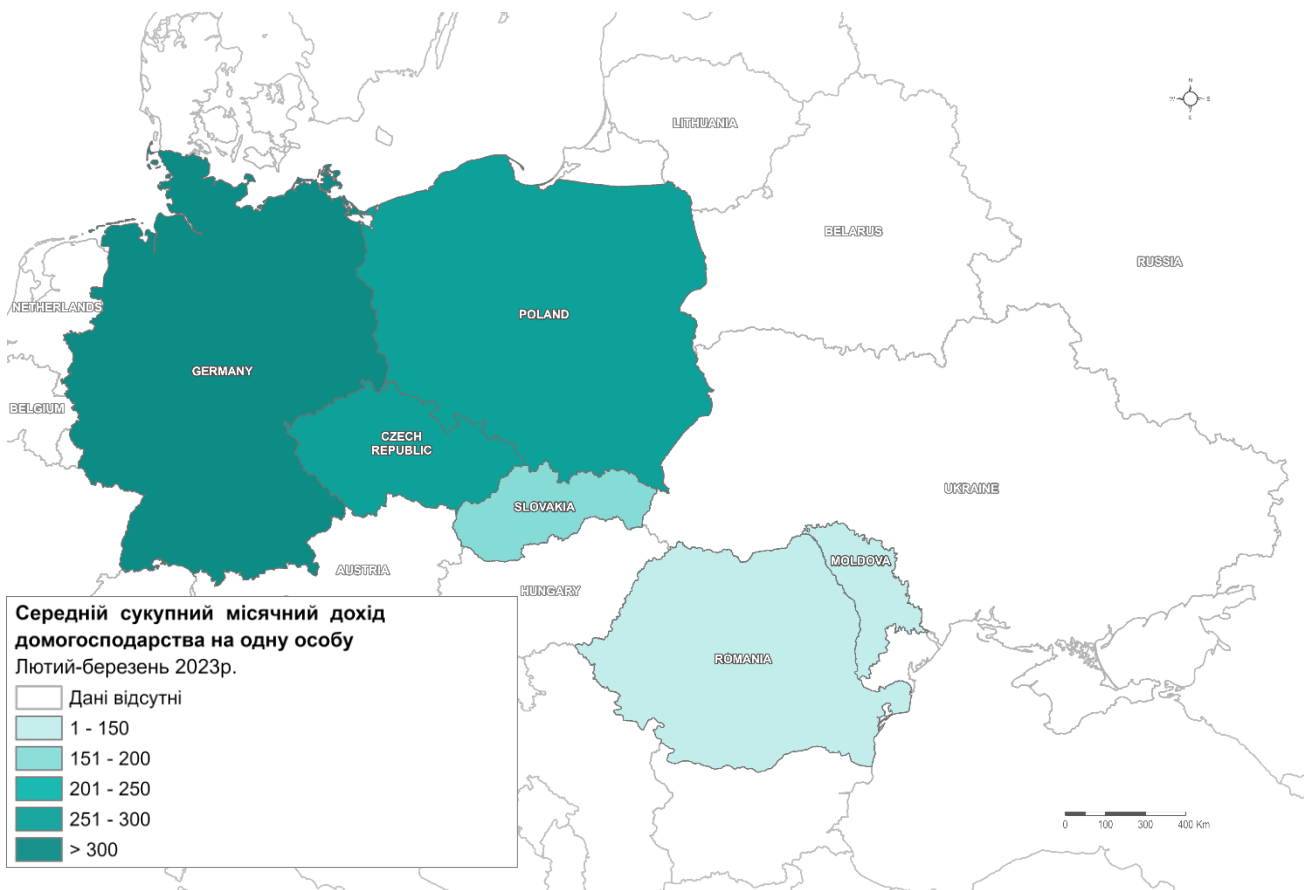 N
W E
S
LITHUANIA
BELARUS
RUSSIA
NETHERLANDS
POLAND
GERMANY
BELGIUM
CZECH
REPUBLIC
UKRAINE
SLOVAKIA
MOLDOVA
AUSTRIA
HUNGARY
ROMANIA
Середній сукупний місячний дохід
домогосподарства на одну особу
Лютий-березень 2023р.
Дані відсутні
1 - 150
151 - 200
201 - 250
251 - 300
> 300
0 100 300 400 Km